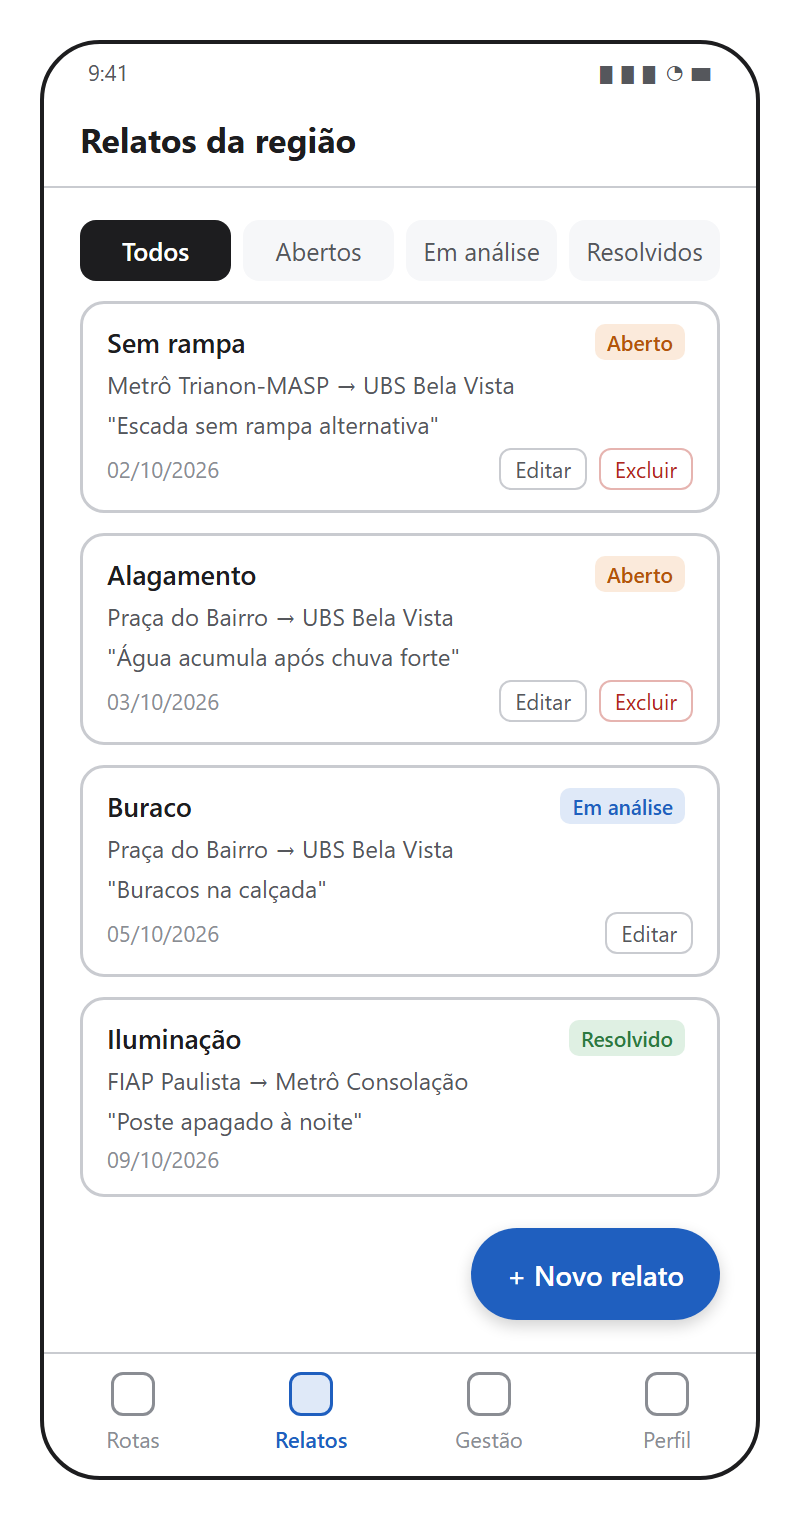 9:41
Relatos da região
Todos Abertos Em análise Resolvidos
Sem rampa Aberto
Metrô Trianon-MASP → UBS Bela Vista
"Escada sem rampa alternativa"
02/10/2026 Editar Excluir
Alagamento Aberto
Praça do Bairro → UBS Bela Vista
"Água acumula após chuva forte"
03/10/2026 Editar Excluir
Buraco Em análise
Praça do Bairro → UBS Bela Vista
"Buracos na calçada"
05/10/2026 Editar
Iluminação Resolvido
FIAP Paulista → Metrô Consolação
"Poste apagado à noite"
09/10/2026
+ Novo relato
Rotas Relatos Gestão Perfil